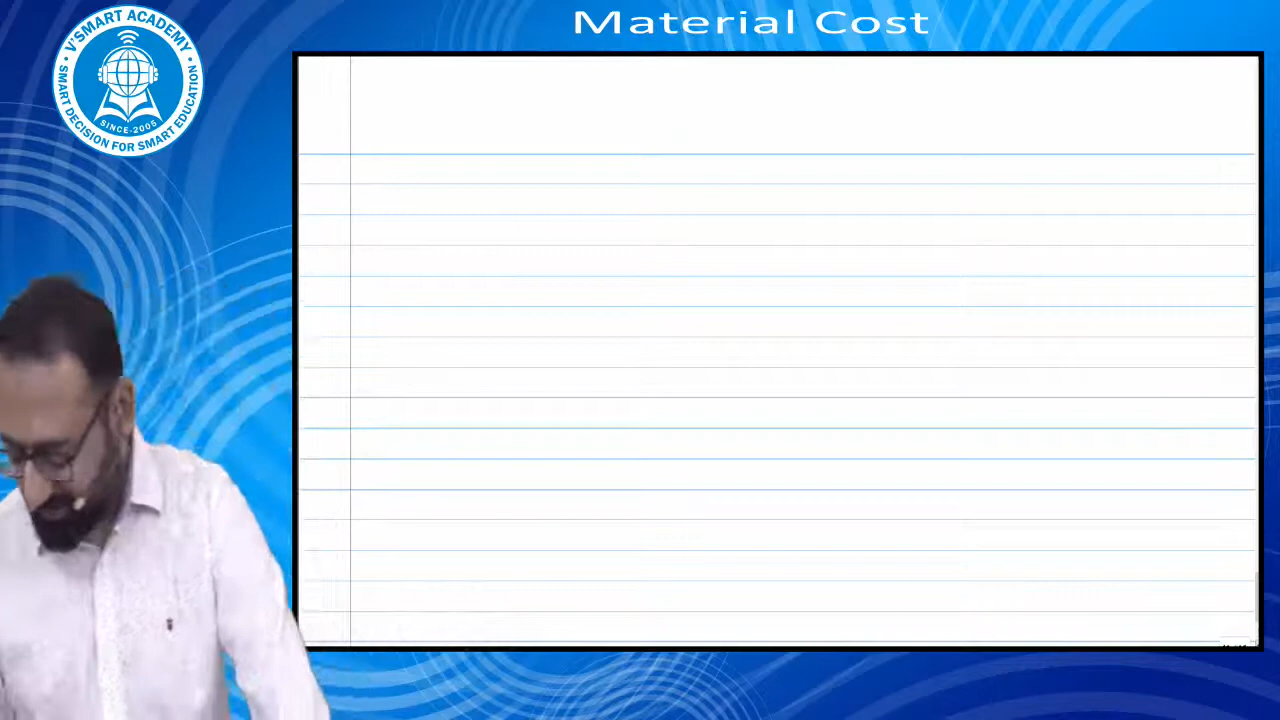 Material Cost
V'SMART ACADEMY
SINCE-2005
SMART DECISION FOR SMART EDUCATION